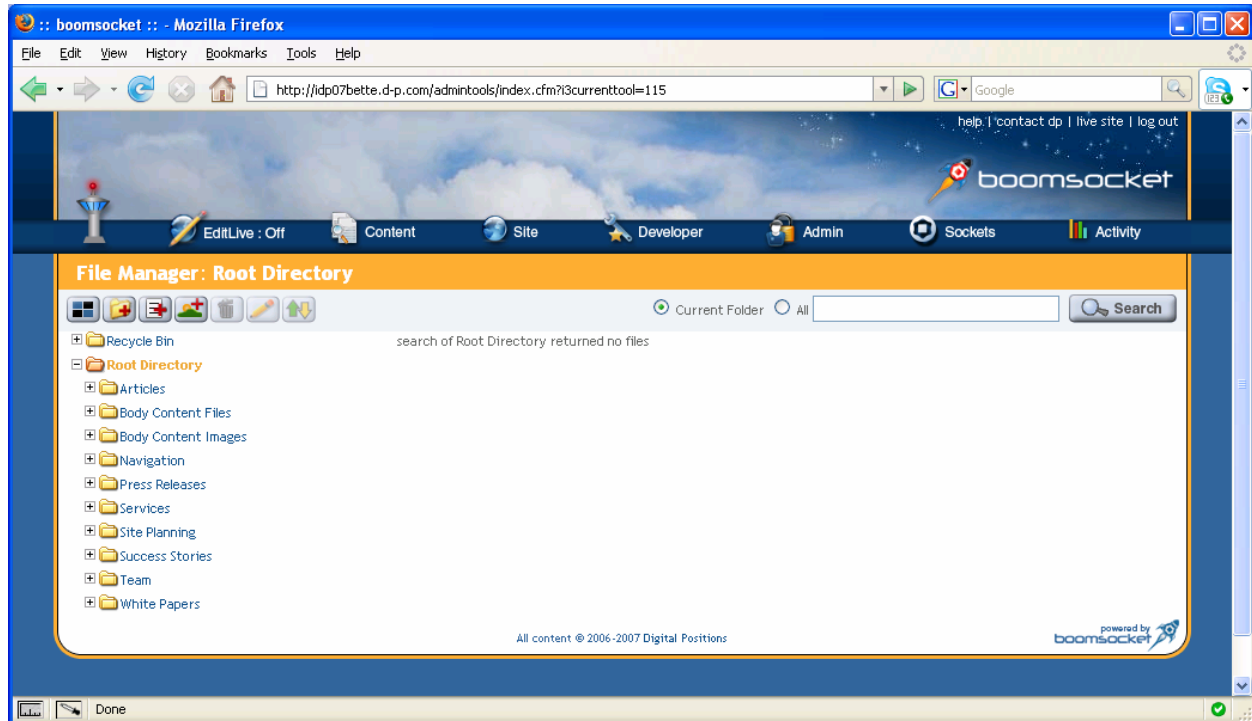 :: boomsocket :: - Mozilla Firefox
File Edit View History Bookmarks Tools Help
http://idp07bette.d-p.com/admintools/index.cfm?i3currenttool=115
G Google
123
help | contact dp | live site | log out
boomsocket
EditLive : Off Content Site Developer Admin Sockets Activity
File Manager: Root Directory
Current Folder All Search
Recycle Bin
search of Root Directory returned no files
Root Directory
Articles
Body Content Files
Body Content Images
Navigation
Press Releases
Services
Site Planning
Success Stories
Team
White Papers
All content © 2006-2007 Digital Positions
powered by
boomsocket
Done